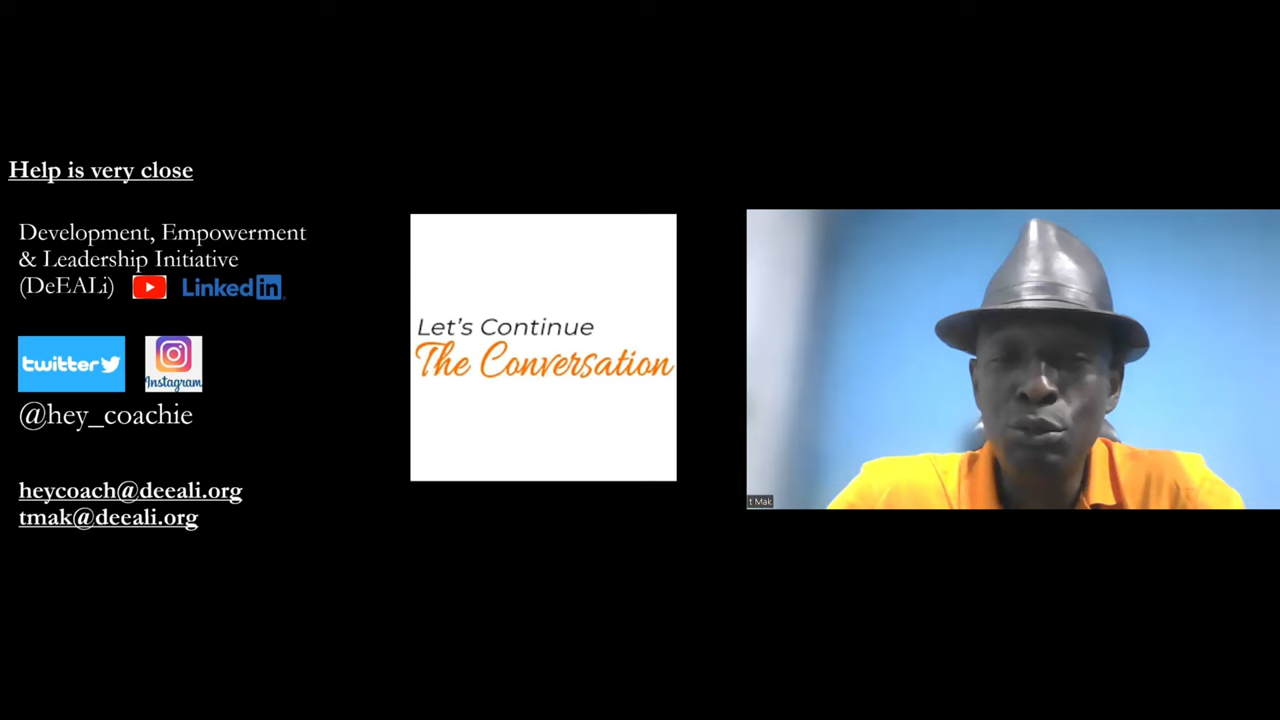 Help is very close
Development, Empowerment
& Leadership Initiative
(DeEALi)
Linkedin
twitter
Instagram
@hey_coachie
heycoach@deeali.org
tmak@deeali.org
Let's Continue
The Conversation
t Mak